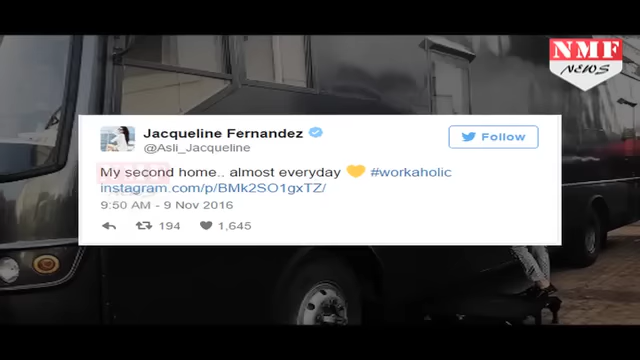 NMF
NEWS
Jacqueline Fernandez
@Asli_Jacqueline
Follow
My second home.. almost everyday 💛 #workaholic
instagram.com/p/BMk2SO1gxTZ/
9:50 AM - 9 Nov 2016
194 1,645